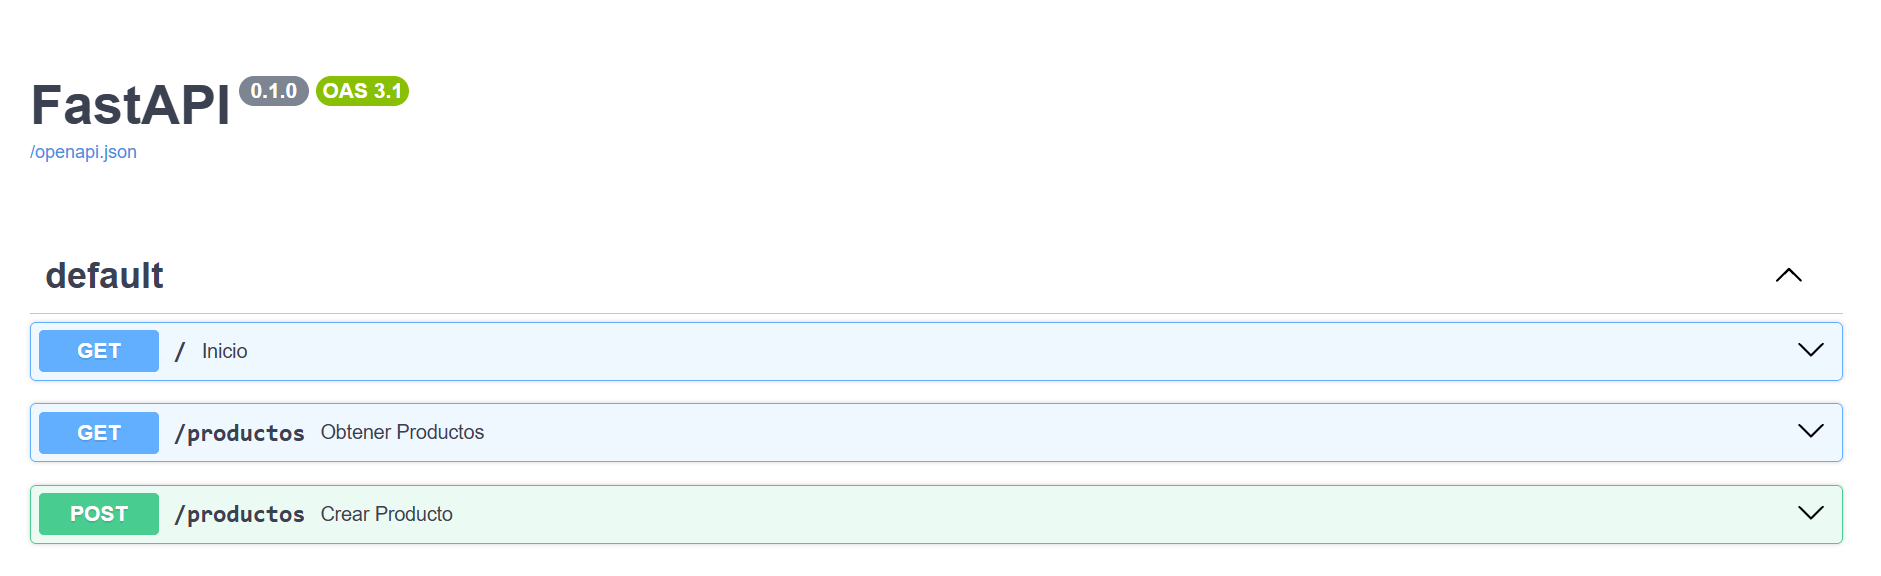 FastAPI 0.1.0 OAS 3.1
/openapi.json
default
GET / Inicio
GET /productos Obtener Productos
POST /productos Crear Producto